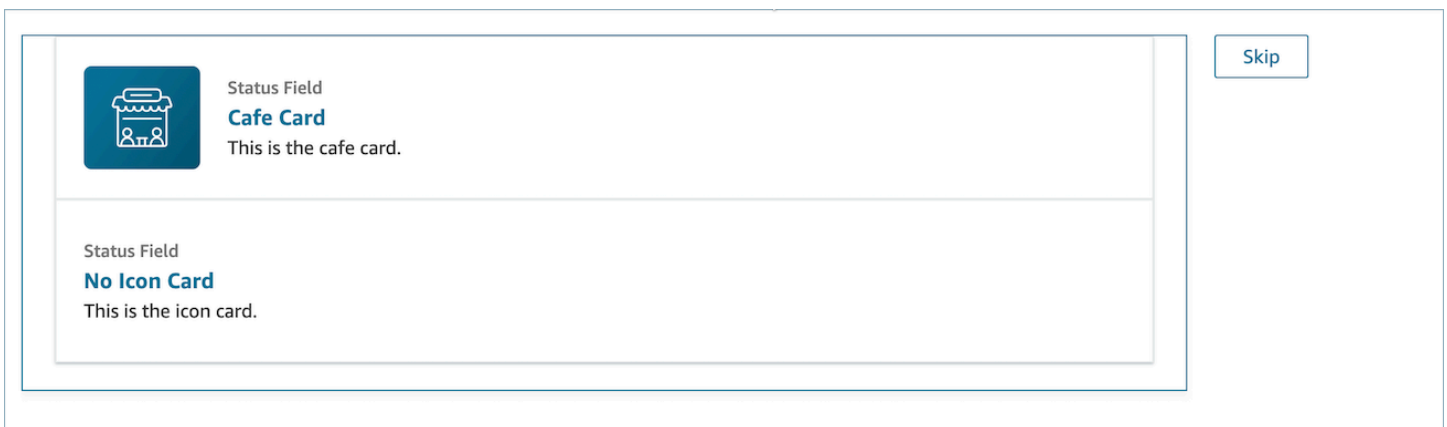 Status Field
Cafe Card
This is the cafe card.
Skip
Status Field
No Icon Card
This is the icon card.